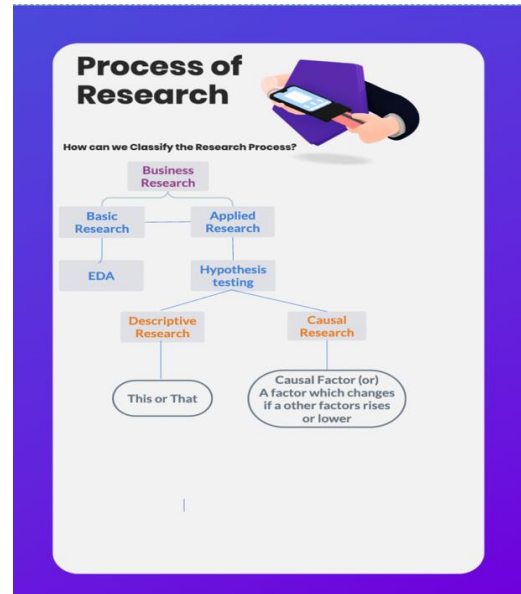 Process of
Research
How can we Classify the Research Process?
Business
Research
Basic
Research
Applied
Research
EDA
Hypothesis
testing
Descriptive
Research
Causal
Research
This or That
Causal Factor (or)
A factor which changes
if a other factors rises
or lower